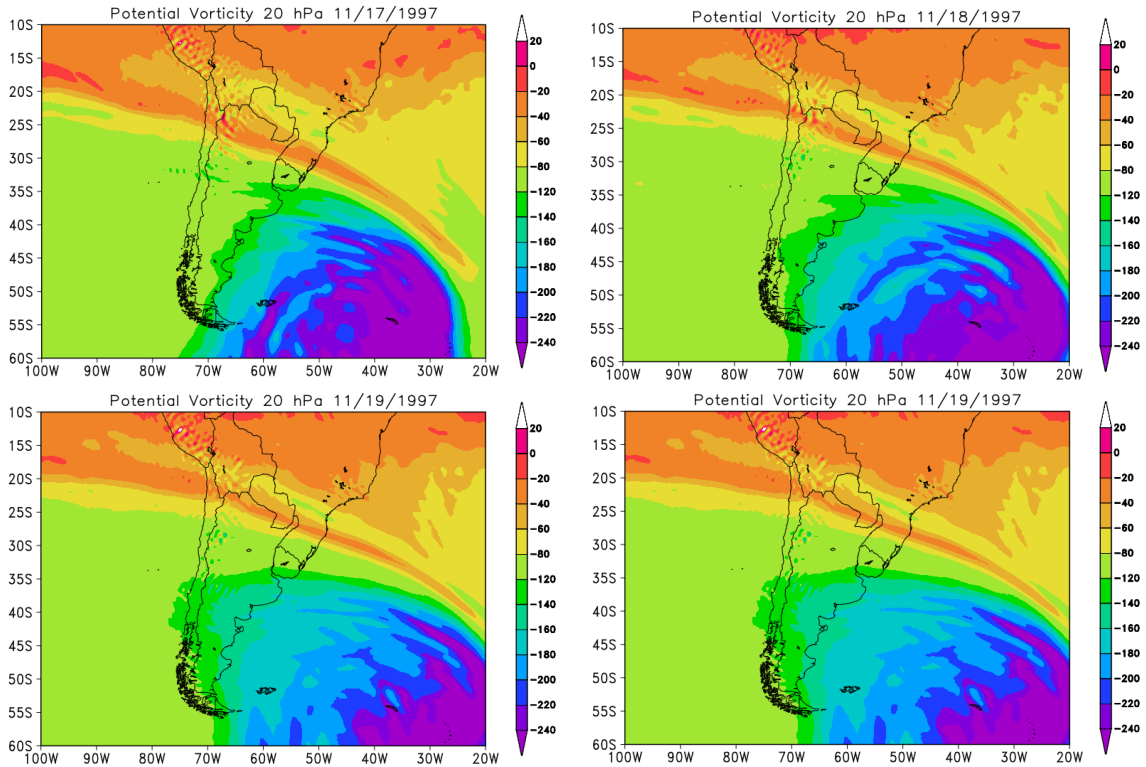 Potential Vorticity 20 hPa 11/17/1997
10S
15S
20S
25S
30S
35S
40S
45S
50S
55S
60S
100W 90W 80W 70W 60W 50W 40W 30W 20W
20
0
-20
-40
-60
-80
-120
-140
-160
-180
-200
-220
-240
Potential Vorticity 20 hPa 11/18/1997
10S
15S
20S
25S
30S
35S
40S
45S
50S
55S
60S
100W 90W 80W 70W 60W 50W 40W 30W 20W
20
0
-20
-40
-60
-80
-120
-140
-160
-180
-200
-220
-240
Potential Vorticity 20 hPa 11/19/1997
10S
15S
20S
25S
30S
35S
40S
45S
50S
55S
60S
100W 90W 80W 70W 60W 50W 40W 30W 20W
20
0
-20
-40
-60
-80
-120
-140
-160
-180
-200
-220
-240
Potential Vorticity 20 hPa 11/19/1997
10S
15S
20S
25S
30S
35S
40S
45S
50S
55S
60S
100W 90W 80W 70W 60W 50W 40W 30W 20W
20
0
-20
-40
-60
-80
-120
-140
-160
-180
-200
-220
-240